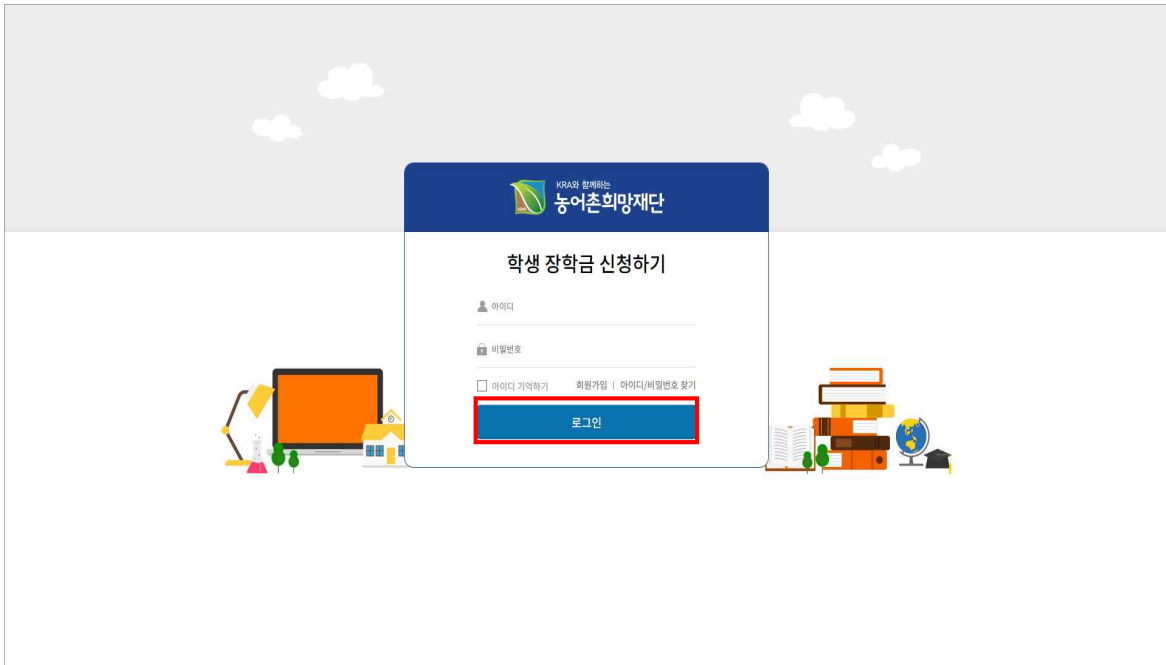 KRA와 함께하는
농어촌희망재단
학생 장학금 신청하기
아이디
비밀번호
아이디 기억하기 회원가입 | 아이디/비밀번호 찾기
로그인